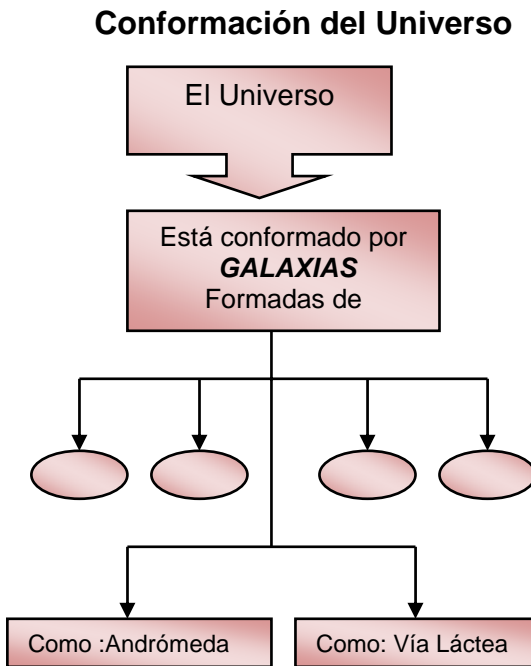 Conformación del Universo
El Universo
Está conformado por
GALAXIAS
Formadas de
Como :Andrómeda
Como: Vía Láctea